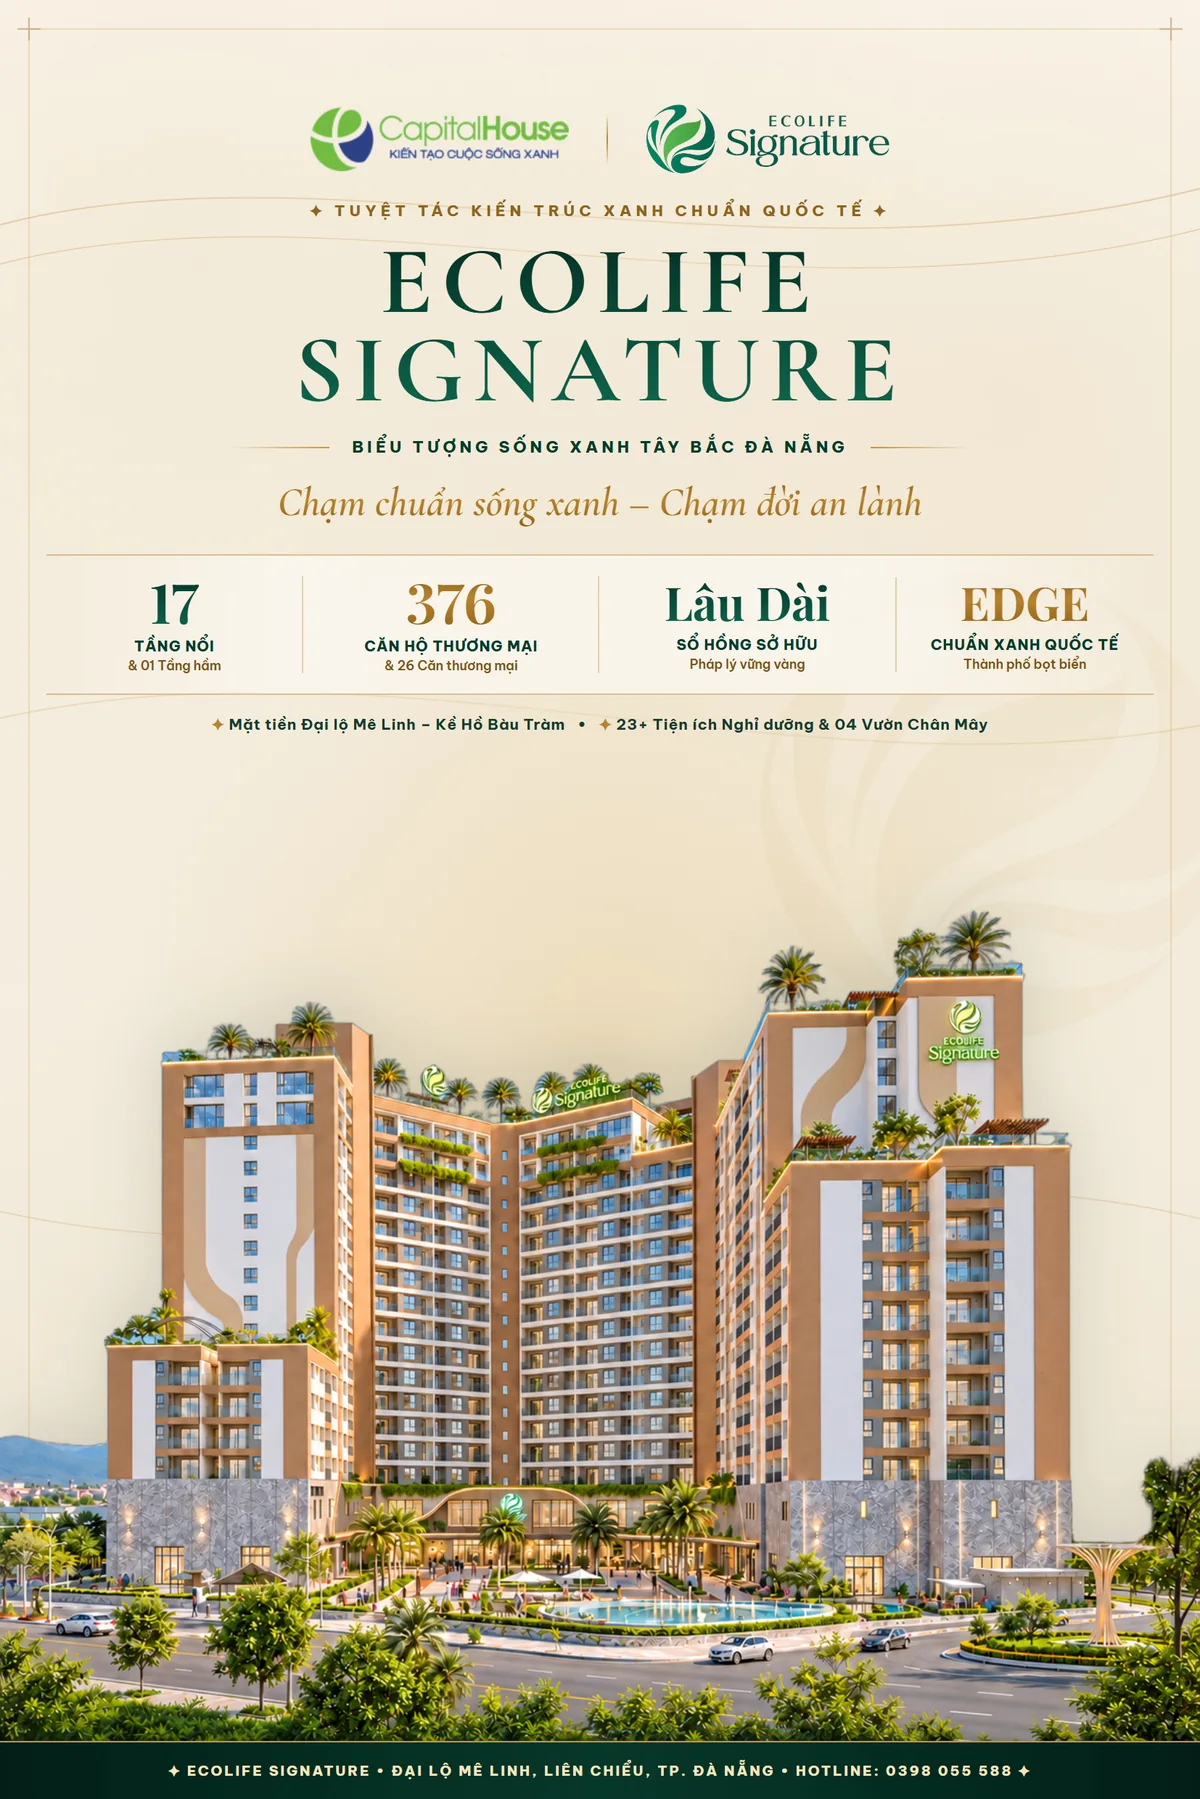 CapitalHouse
KIẾN TẠO CUỘC SỐNG XANH
ECOLIFE
Signature
✦ TUYỆT TÁC KIẾN TRÚC XANH CHUẨN QUỐC TẾ ✦
ECOLIFE
SIGNATURE
BIỂU TƯỢNG SỐNG XANH TÂY BẮC ĐÀ NẴNG
Chạm chuẩn sống xanh – Chạm đời an lành
17
TẦNG NỔI
& 01 Tầng hầm
376
CĂN HỘ THƯƠNG MẠI
& 26 Căn thương mại
Lâu Dài
SỔ HỒNG SỞ HỮU
Pháp lý vững vàng
EDGE
CHUẨN XANH QUỐC TẾ
Thành phố bọt biển
✦ Mặt tiền Đại lộ Mê Linh – Kề Hồ Bàu Tràm • ✦ 23+ Tiện ích Nghỉ dưỡng & 04 Vườn Chân Mây
ECOLIFE
Signature
ECOLIFE
Signature
✦ ECOLIFE SIGNATURE • ĐẠI LỘ MÊ LINH, LIÊN CHIỂU, TP. ĐÀ NẴNG • HOTLINE: 0398 055 588 ✦